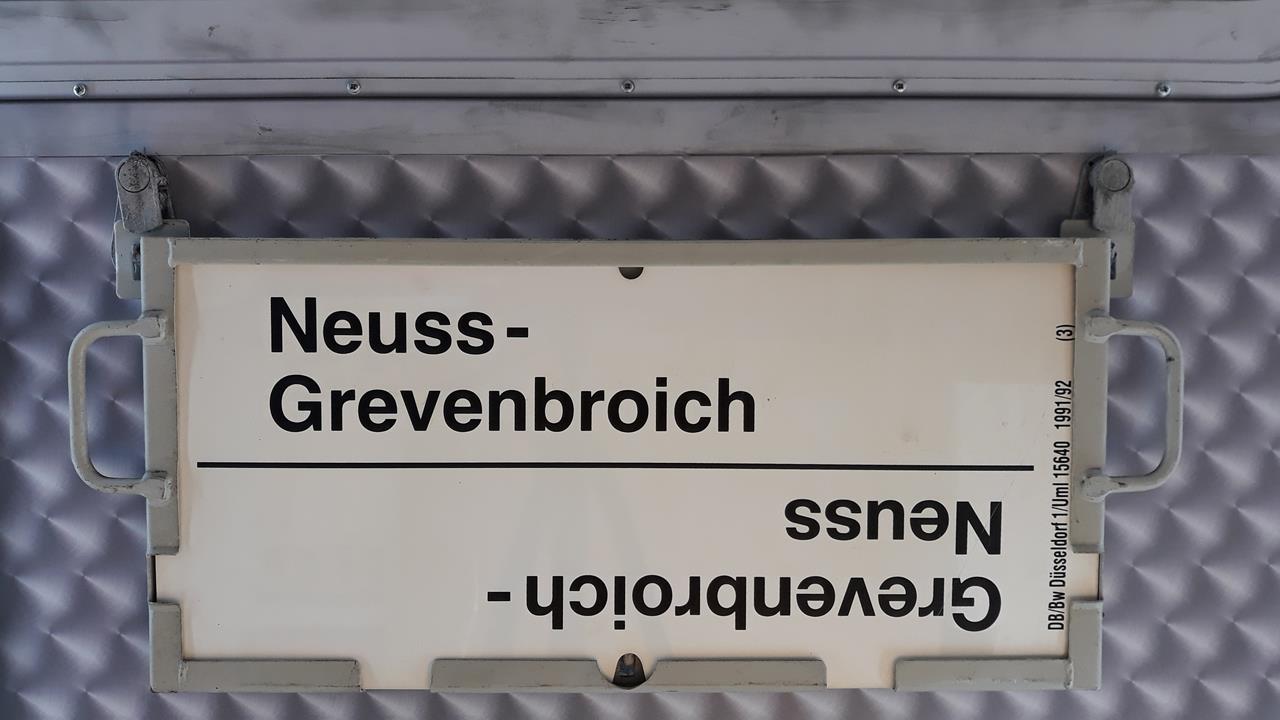 Neuss-
Grevenbroich
Grevenbroich-
Neuss
DB/Bw Düsseldorf 1/Uml 15640 1991/92 (3)